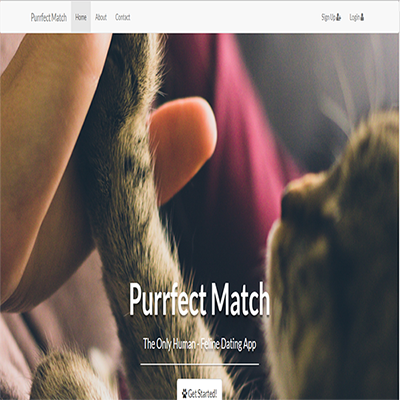 Purrfect Match Home About Contact Sign Up Login
Purrfect Match
The Only Human - Feline Dating App
Get Started!